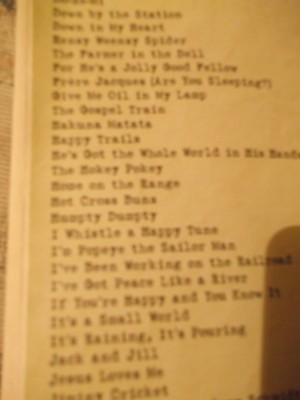 Down by the Station
Down in My Heart
Eensy Weensy Spider
The Farmer in the Dell
For He's a Jolly Good Fellow
Frère Jacques (Are You Sleeping?)
Give Me Oil in My Lamp
The Gospel Train
Hakuna Matata
Happy Trails
He's Got the Whole World in His Hands
The Hokey Pokey
Home on the Range
Hot Cross Buns
Humpty Dumpty
I Whistle a Happy Tune
I'm Popeye the Sailor Man
I've Been Working on the Railroad
I've Got Peace Like a River
If You're Happy and You Know It
It's a Small World
It's Raining, It's Pouring
Jack and Jill
Jesus Loves Me
Jiminy Cricket